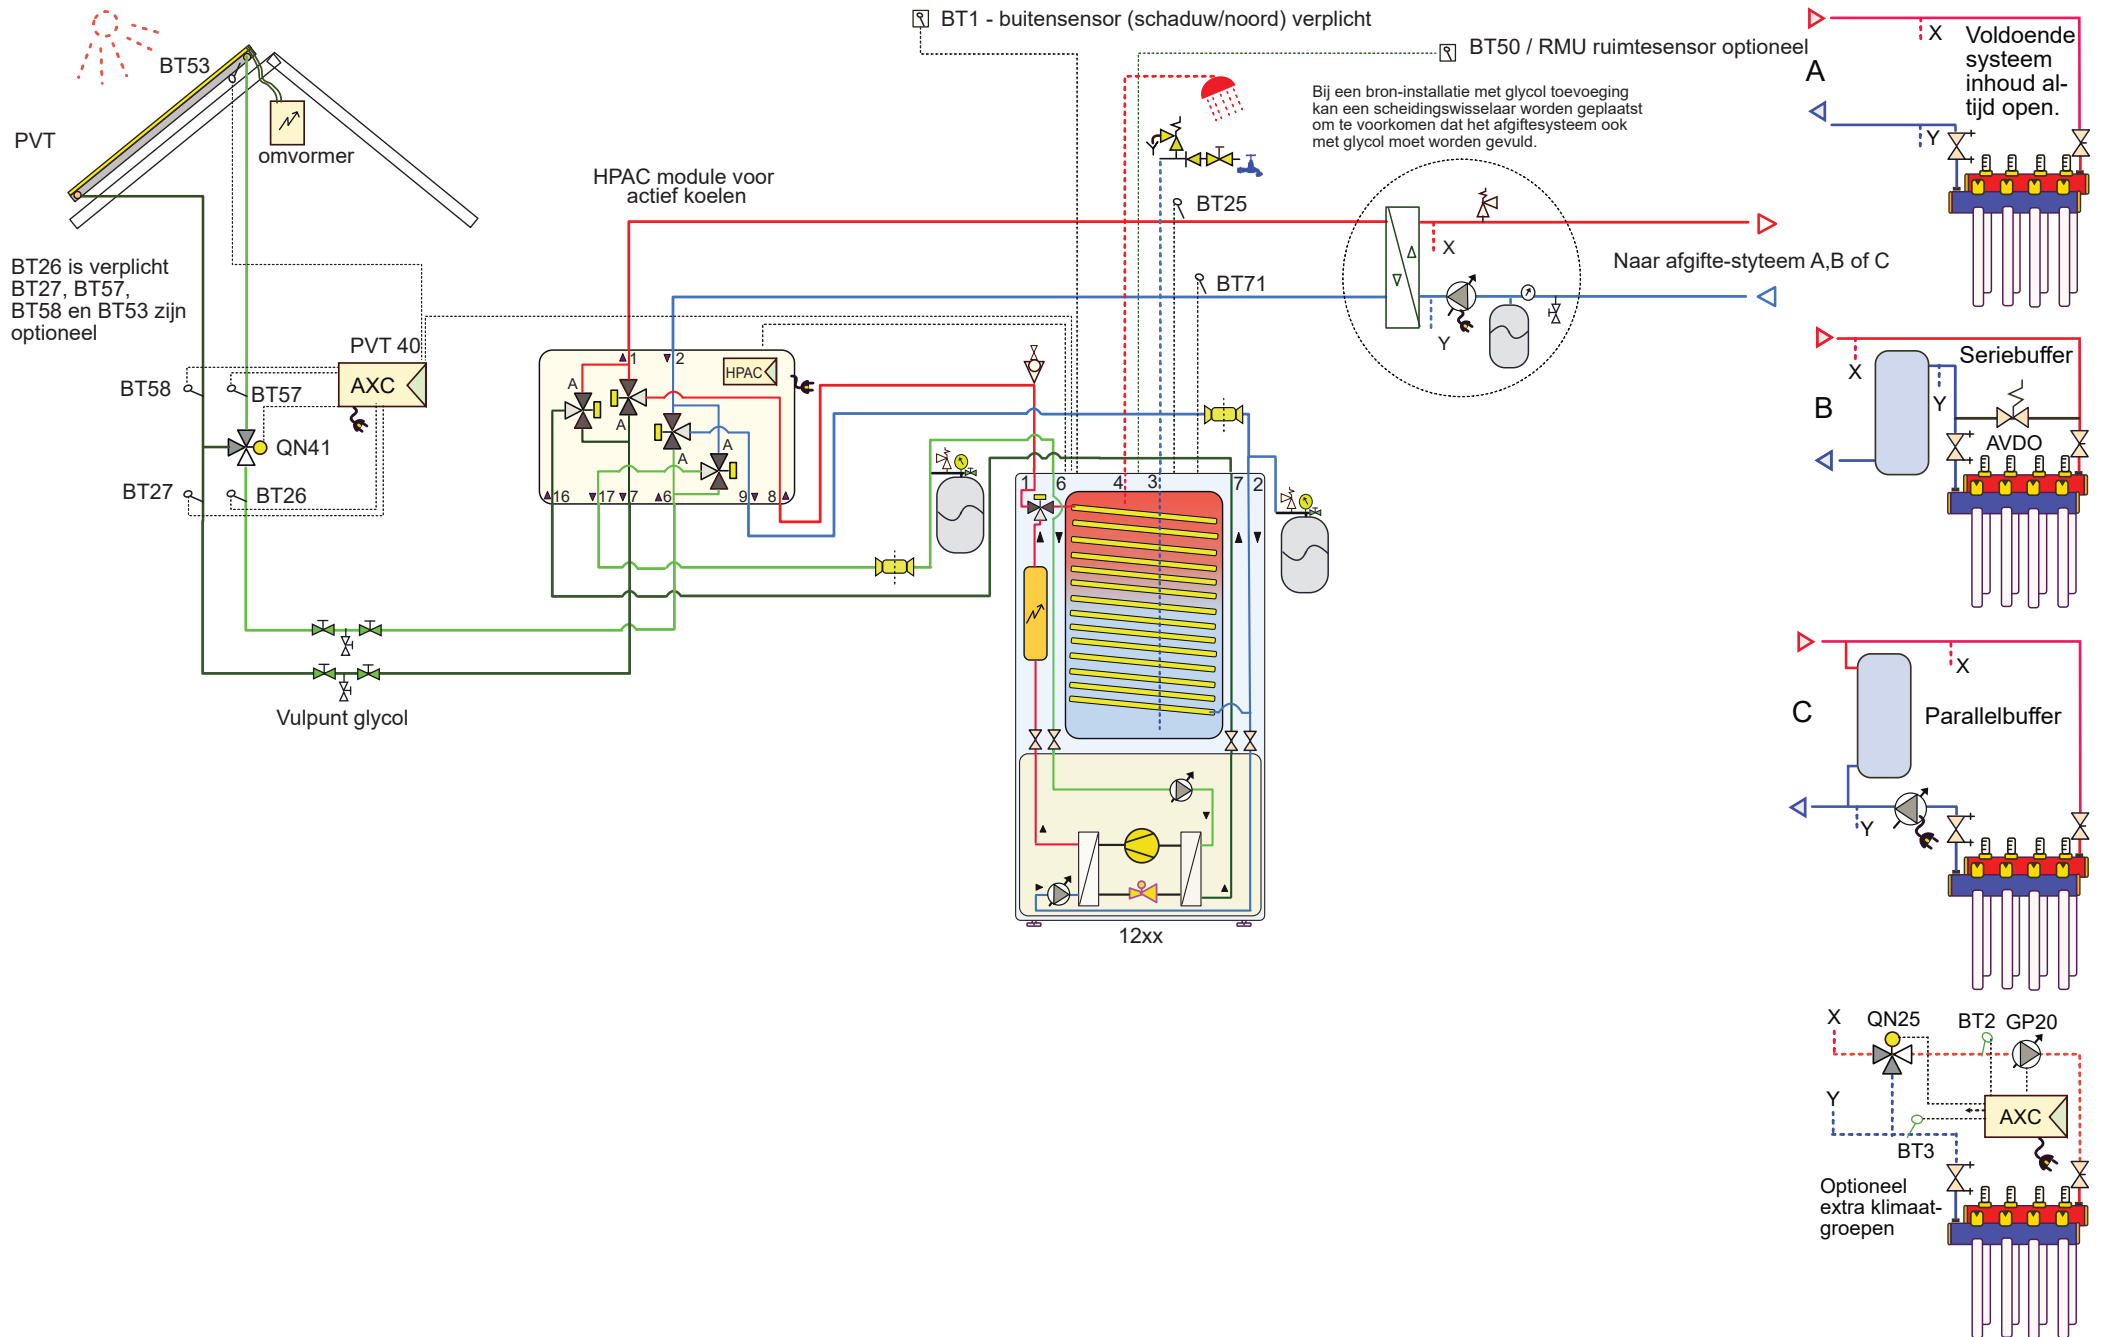 BT1 - buitensensor (schaduw/noord) verplicht
BT50 / RMU ruimtesensor optioneel
BT53
PVT
omvormer
Bij een bron-installatie met glycol toevoeging
kan een scheidingswisselaar worden geplaatst
om te voorkomen dat het afgiftesysteem ook
met glycol moet worden gevuld.
HPAC module voor
actief koelen
BT25
BT71
X
Y
Naar afgifte-styteem A,B of C
BT26 is verplicht
BT27, BT57,
BT58 en BT53 zijn
optioneel
PVT 40
AXC
BT58
BT57
QN41
BT27
BT26
Vulpunt glycol
1
2
HPAC
A
A
A
A
16
17
7
6
9
8
1
6
4
3
7
2
12xx
A
X
Y
Voldoende
systeem
inhoud al-
tijd open.
B
X
Y
Seriebuffer
AVDO
C
X
Y
Parallelbuffer
X
QN25
BT2
GP20
Y
AXC
BT3
Optioneel
extra klimaat-
groepen